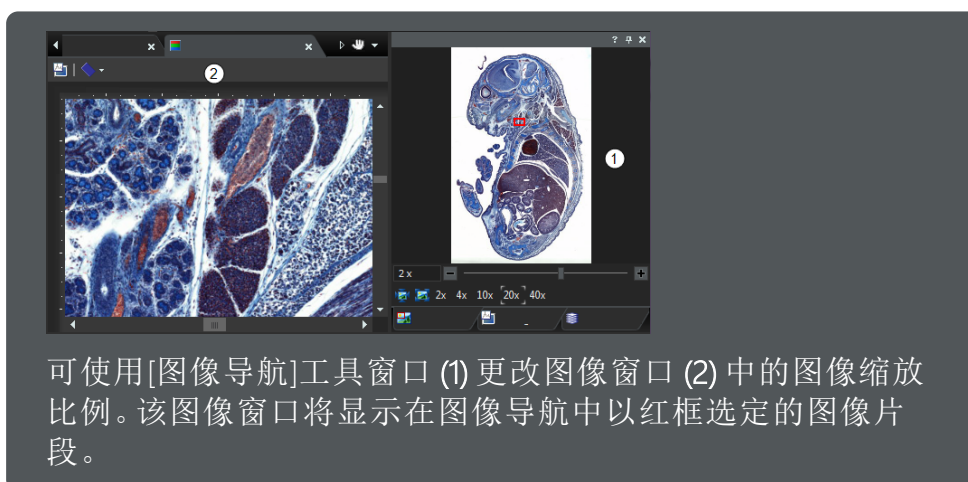 2
1
2 x
2x 4x 10x 20x 40x
可使用[图像导航]工具窗口 (1) 更改图像窗口 (2) 中的图像缩放
比例。该图像窗口将显示在图像导航中以红框选定的图像片
段。